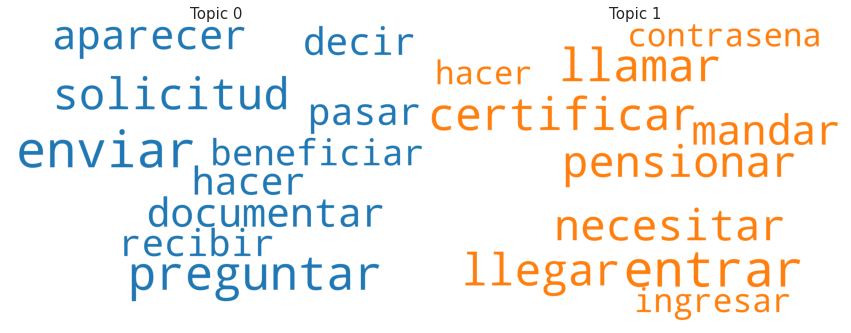 Topic 0
aparecer
decir
solicitud
pasar
enviar
beneficiar
hacer
documentar
recibir
preguntar
Topic 1
contrasena
llamar
hacer
certificar
mandar
pensionar
necesitar
llegar
entrar
ingresar